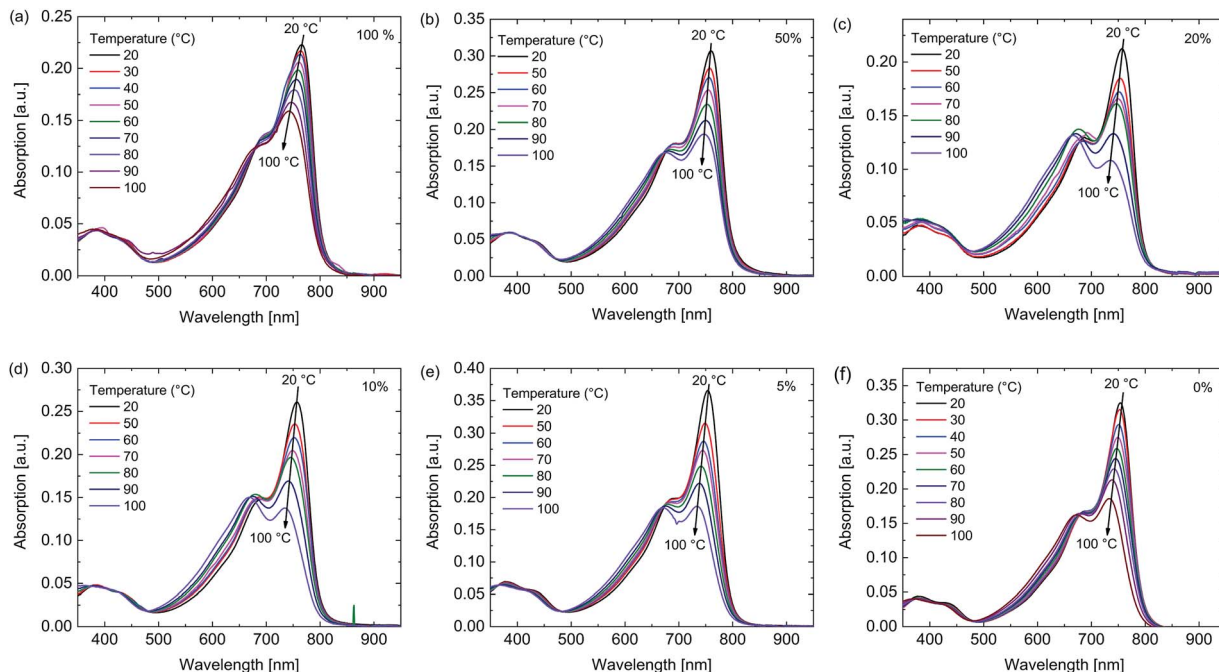 (a)
Temperature (°C)
20
30
40
50
60
70
80
90
100
20 °C
100 %
100 °C
0.25
0.20
0.15
0.10
0.05
0.00
Absorption [a.u.]
400 500 600 700 800 900
Wavelength [nm]
(b)
Temperature (°C)
20
50
60
70
80
90
100
20 °C
50%
100 °C
0.35
0.30
0.25
0.20
0.15
0.10
0.05
0.00
Absorption [a.u.]
400 500 600 700 800 900
Wavelength [nm]
(c)
Temperature (°C)
20
50
60
70
80
90
100
20 °C
20%
100 °C
0.20
0.15
0.10
0.05
0.00
Absorption [a.u.]
400 500 600 700 800 900
Wavelength [nm]
(d)
Temperature (°C)
20
50
60
70
80
90
100
20 °C
10%
100 °C
0.30
0.25
0.20
0.15
0.10
0.05
0.00
Absorption [a.u.]
400 500 600 700 800 900
Wavelength [nm]
(e)
Temperature (°C)
20
50
60
70
80
90
100
20 °C
5%
100 °C
0.40
0.35
0.30
0.25
0.20
0.15
0.10
0.05
0.00
Absorption [a.u.]
400 500 600 700 800 900
Wavelength [nm]
(f)
Temperature (°C)
20
30
40
50
60
70
80
90
100
20 °C
0%
100 °C
0.35
0.30
0.25
0.20
0.15
0.10
0.05
0.00
Absorption [a.u.]
400 500 600 700 800 900
Wavelength [nm]